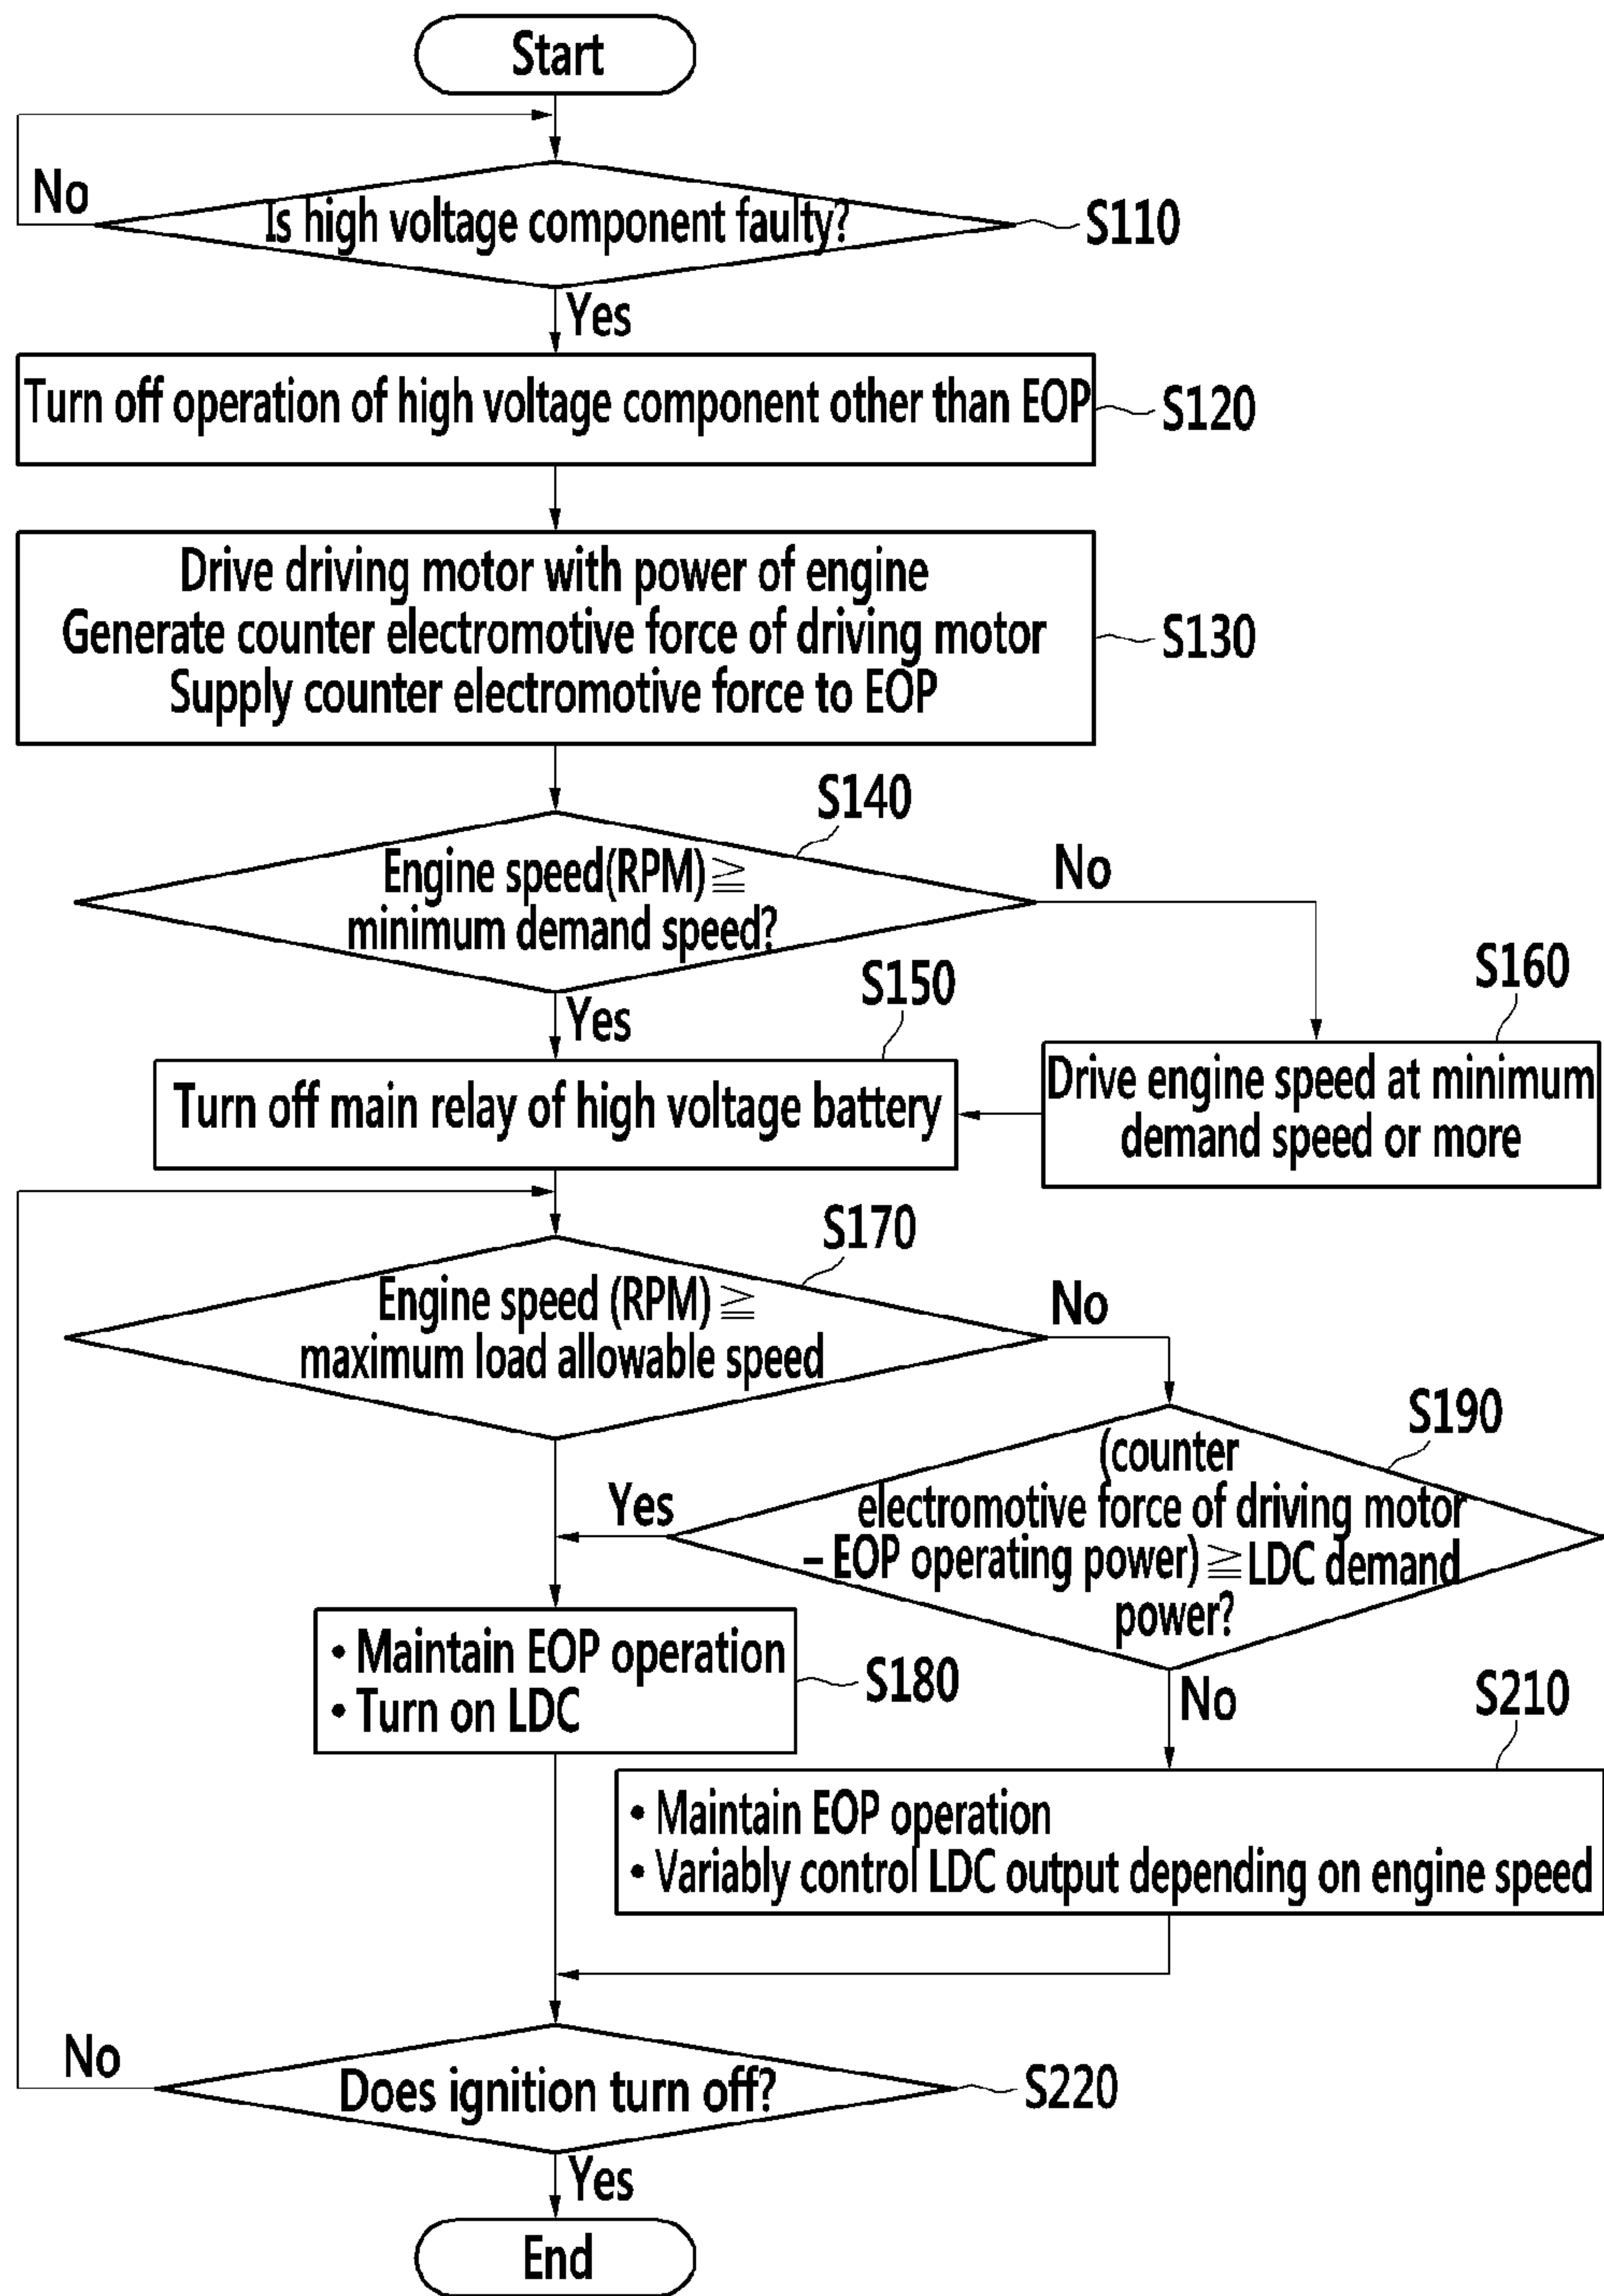 Start
No
Is high voltage component faulty?
S110
Yes
Turn off operation of high voltage component other than EOP
S120
Drive driving motor with power of engine
Generate counter electromotive force of driving motor
Supply counter electromotive force to EOP
S130
S140
Engine speed(RPM) ≧
minimum demand speed?
No
Yes
S150
S160
Turn off main relay of high voltage battery
Drive engine speed at minimum
demand speed or more
S170
Engine speed (RPM) ≧
maximum load allowable speed
No
S190
(counter
electromotive force of driving motor
– EOP operating power) ≧ LDC demand
power?
Yes
• Maintain EOP operation
• Turn on LDC
S180
No
S210
• Maintain EOP operation
• Variably control LDC output depending on engine speed
No
Does ignition turn off?
S220
Yes
End